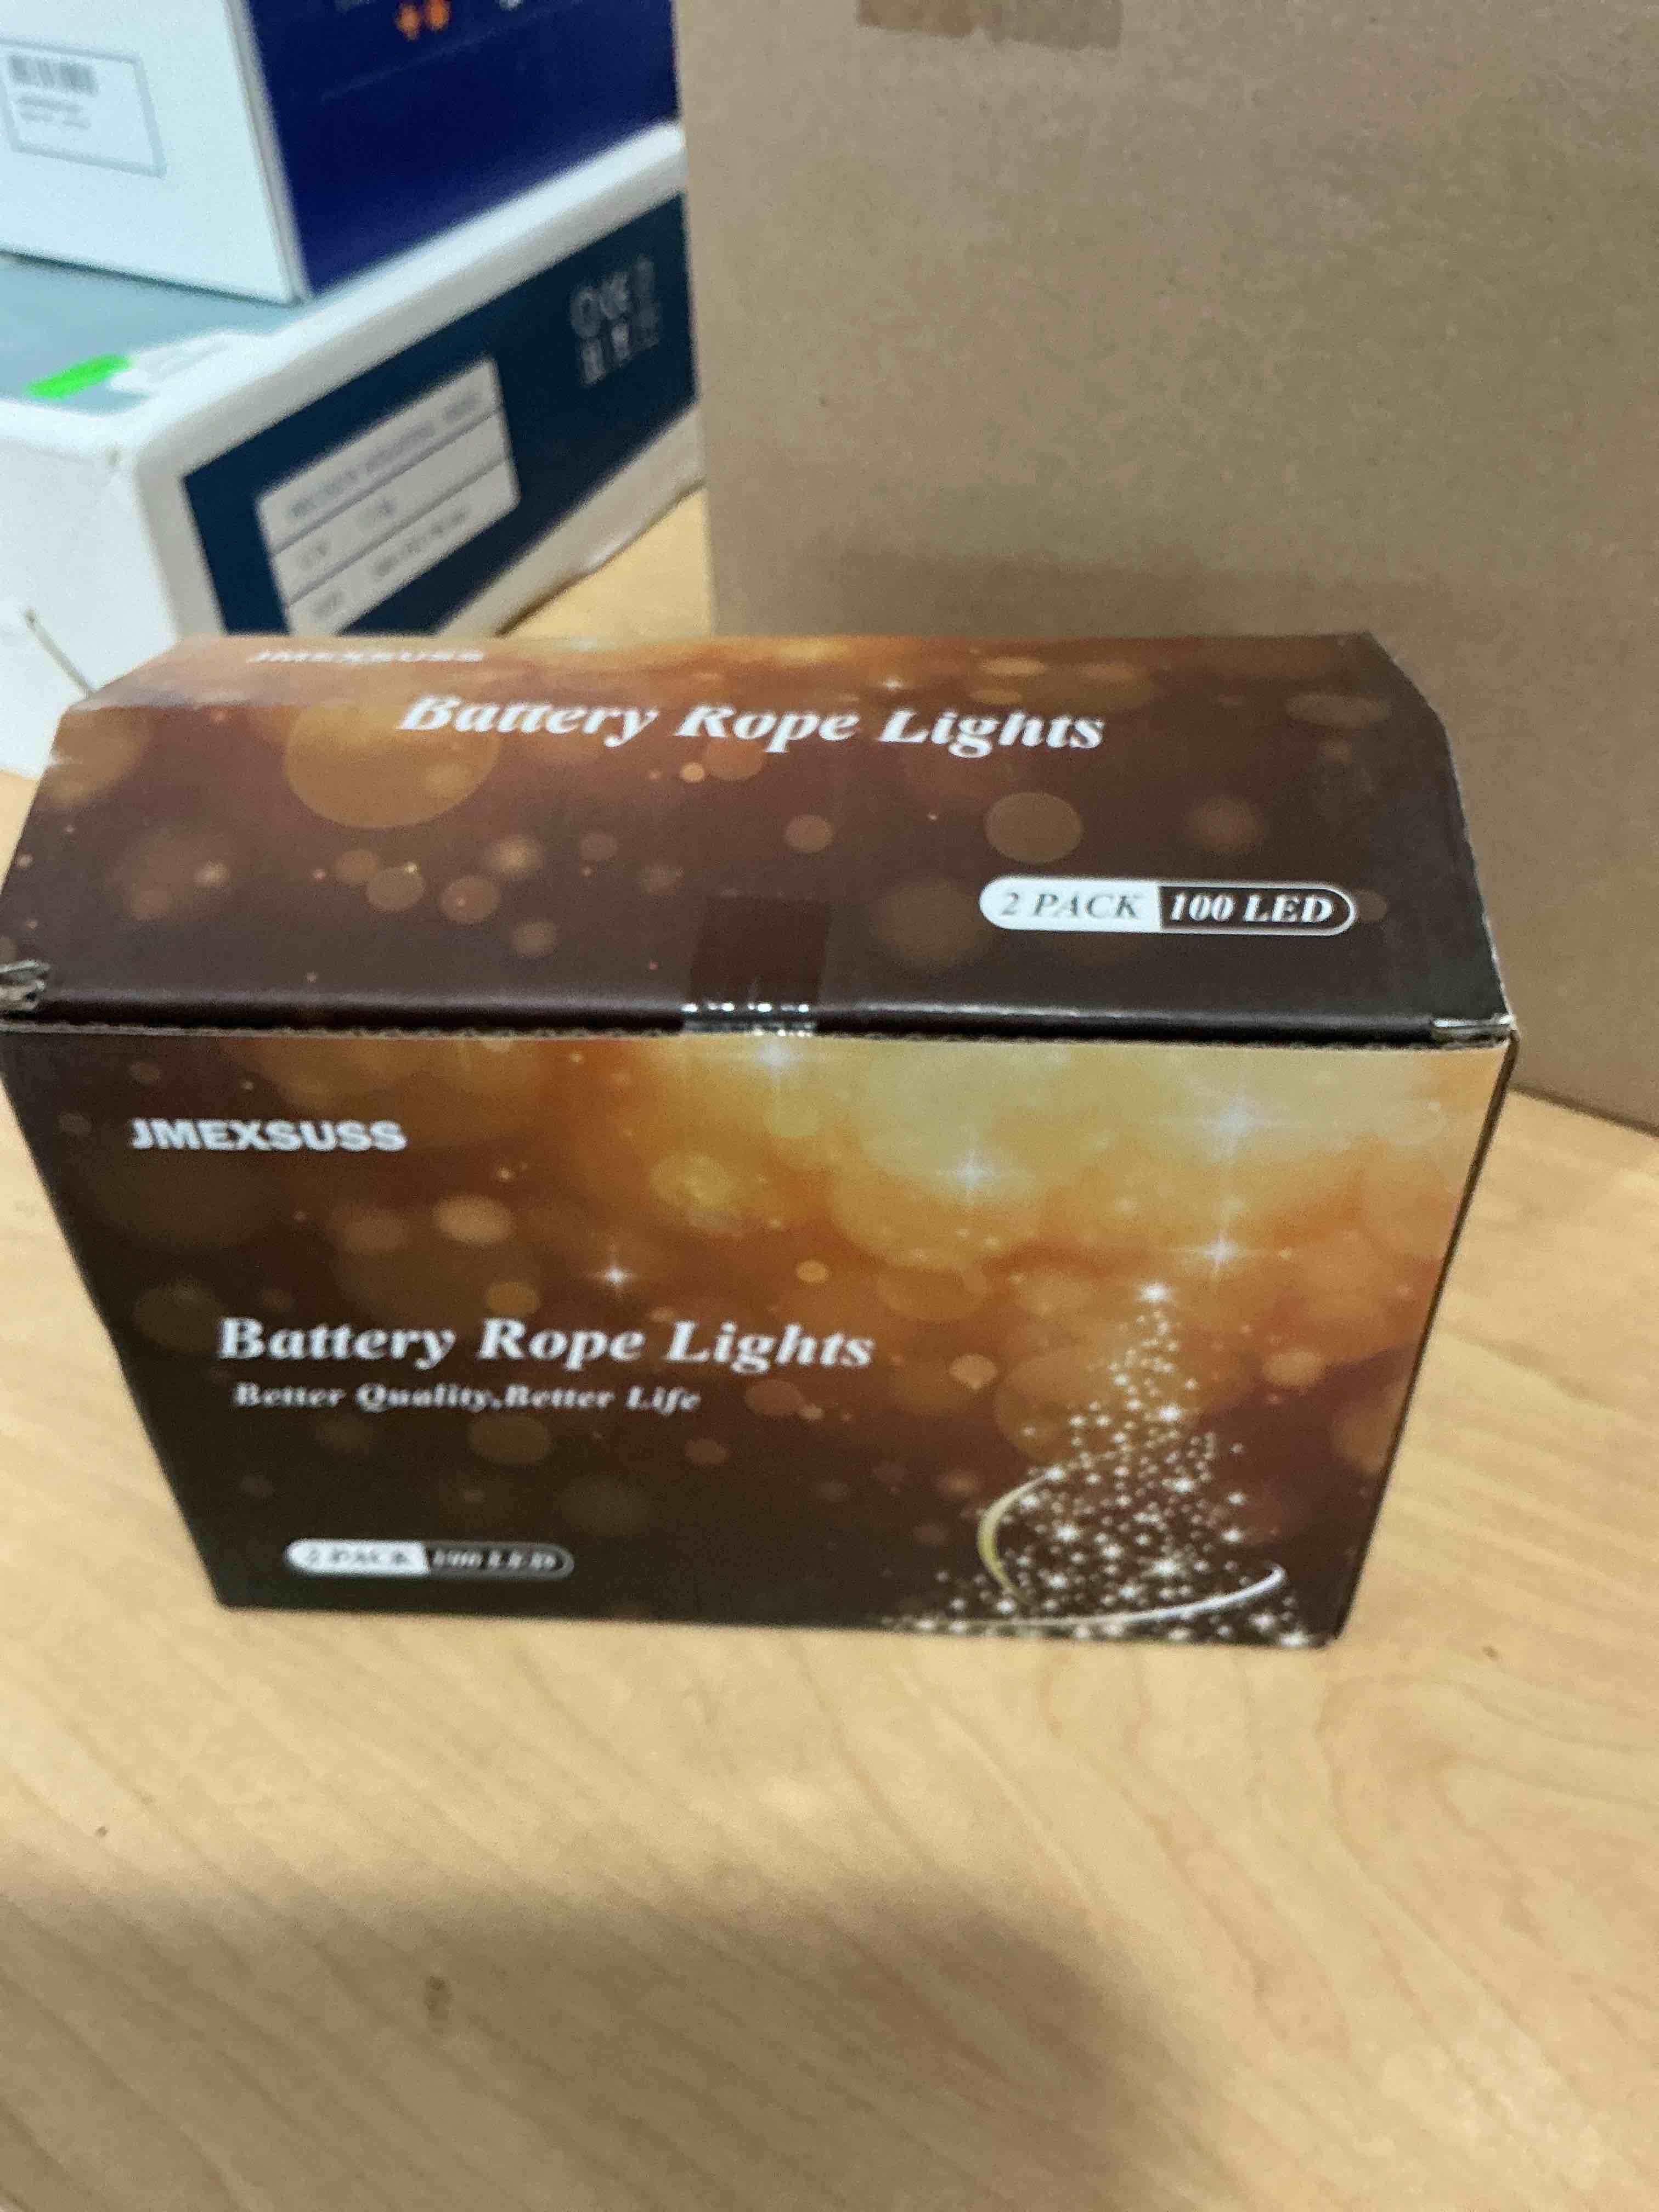 JMEXSUSS
Battery Rope Lights
2 PACK 100 LED
JMEXSUSS
Battery Rope Lights
Better Quality,Better Life
2 PACK 100 LED